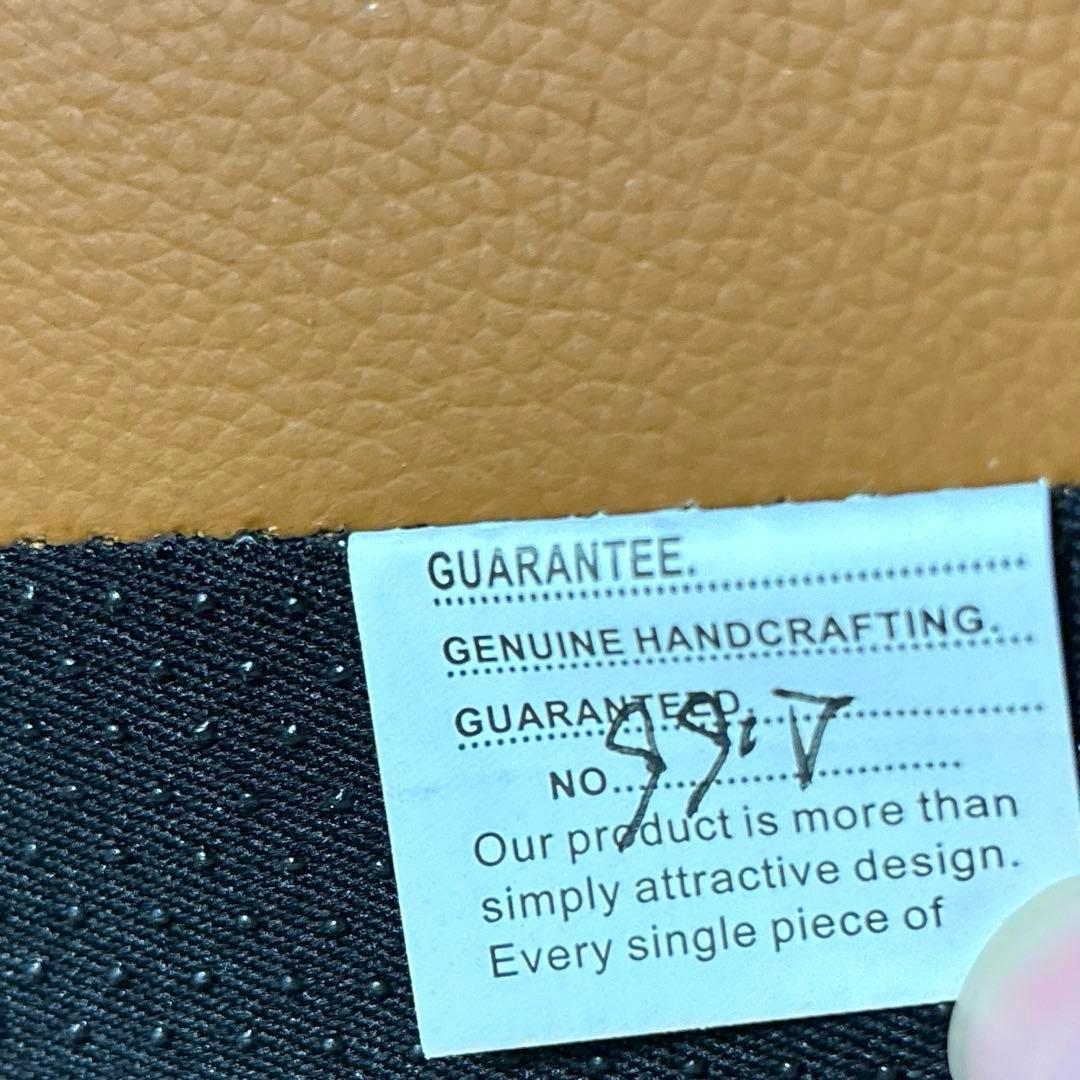 GUARANTEE.
GENUINE HANDCRAFTING.
GUARANTEED.
NO.
Our product is more than
simply attractive design.
Every single piece of